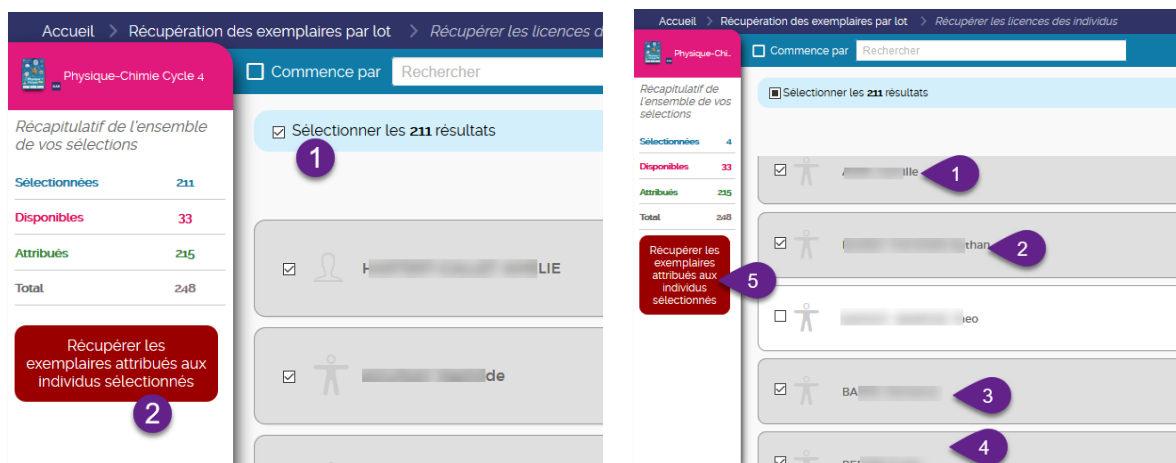 Accueil > Récupération des exemplaires par lot > Récupérer les licences d
Physique-Chimie Cycle 4
Commence par Rechercher
Récapitulatif de l'ensemble
de vos sélections
Sélectionnées 211
Disponibles 33
Attribués 215
Total 248
Récupérer les
exemplaires attribués aux
individus sélectionnés
2
Sélectionner les 211 résultats
1
H LIE
de
Accueil > Récupération des exemplaires par lot > Récupérer les licences des individus
Physique-Chi..
Commence par Rechercher
Récapitulatif de
l'ensemble de vos
sélections
Sélectionnées 4
Disponibles 33
Attribués 215
Total 248
Récupérer les
exemplaires
attribués aux
individus
sélectionnés
5
Sélectionner les 211 résultats
ille 1
than 2
eo
BA 3
4